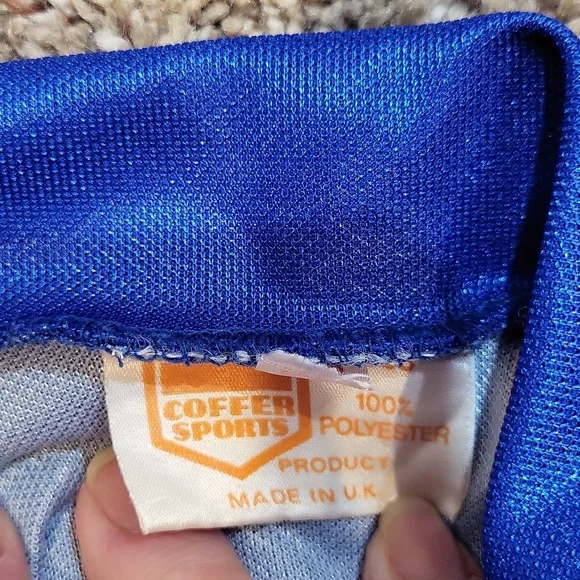 COFFER
SPORTS
100%
POLYESTER
PRODUCT
MADE IN U.K